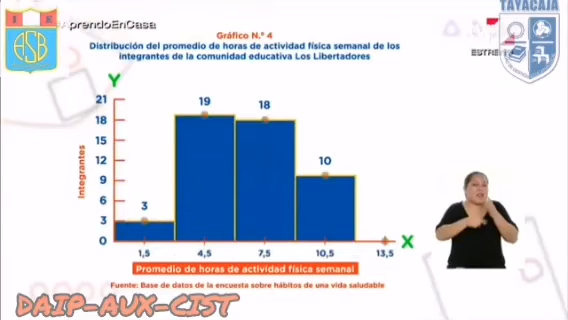 I E
ASB
#AprendoEnCasa
TAYACAJA
ESTRE
Gráfico N.° 4
Distribución del promedio de horas de actividad física semanal de los
integrantes de la comunidad educativa Los Libertadores
Y
Integrantes
21
18
15
12
9
6
3
0
3
19
18
10
1,5 4,5 7,5 10,5 13,5
X
Promedio de horas de actividad física semanal
Fuente: Base de datos de la encuesta sobre hábitos de una vida saludable
DAIP-AUX-CIST